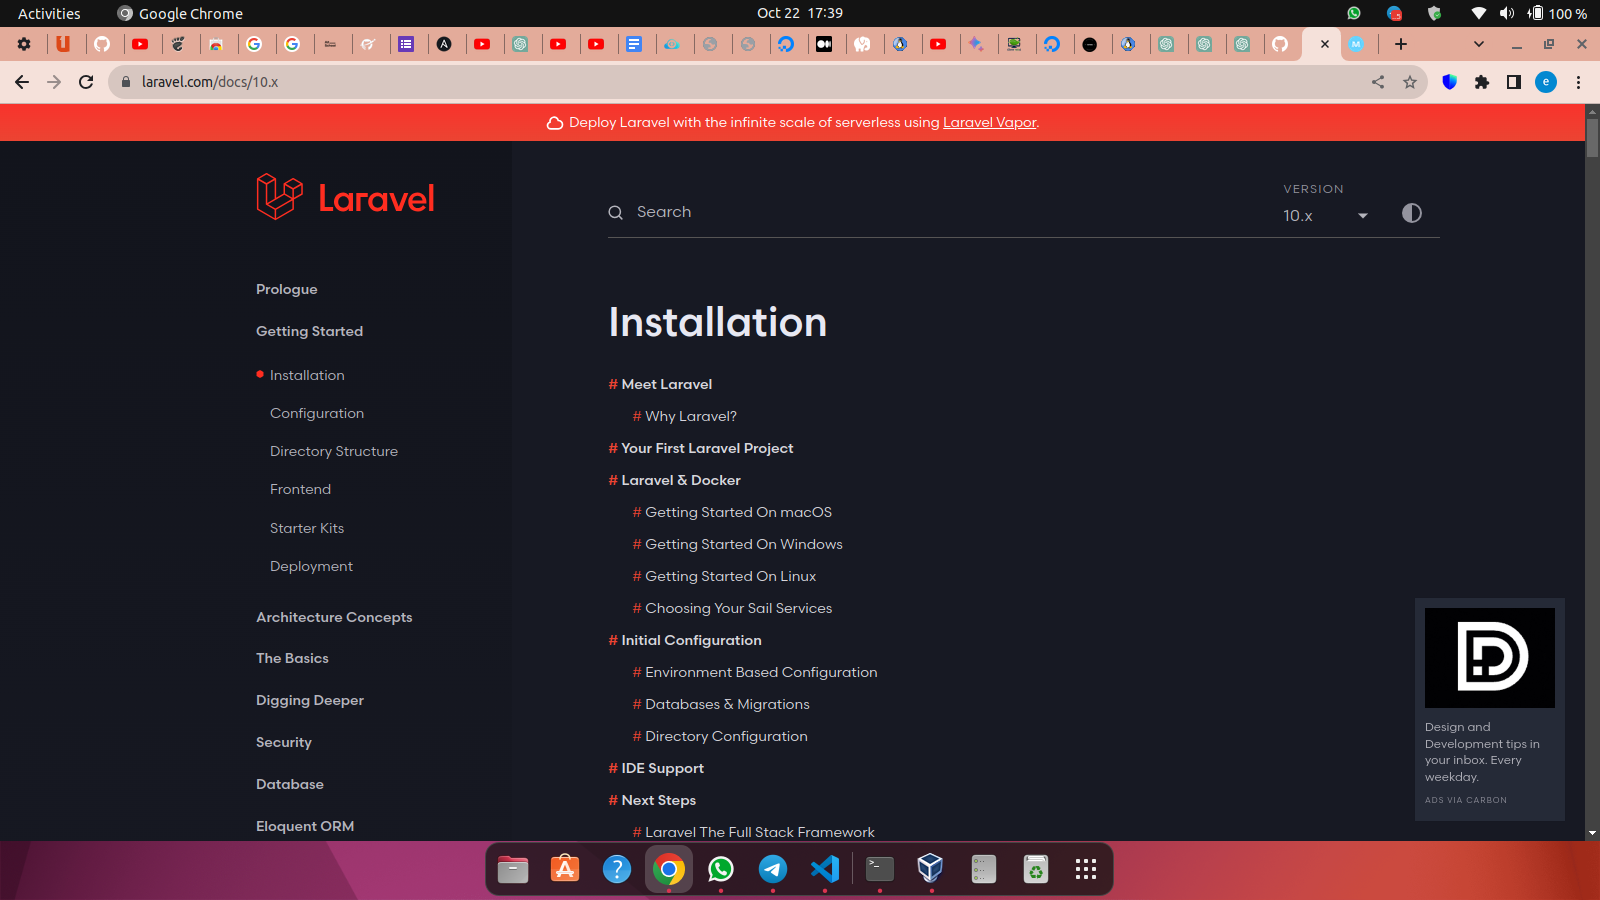 Activities
Google Chrome
Oct 22 17:39
100 %
laravel.com/docs/10.x
e
M
Deploy Laravel with the infinite scale of serverless using Laravel Vapor.
Laravel
Search
VERSION
10.x
Prologue
Getting Started
Installation
Configuration
Directory Structure
Frontend
Starter Kits
Deployment
Architecture Concepts
The Basics
Digging Deeper
Security
Database
Eloquent ORM
Installation
# Meet Laravel
# Why Laravel?
# Your First Laravel Project
# Laravel & Docker
# Getting Started On macOS
# Getting Started On Windows
# Getting Started On Linux
# Choosing Your Sail Services
# Initial Configuration
# Environment Based Configuration
# Databases & Migrations
# Directory Configuration
# IDE Support
# Next Steps
# Laravel The Full Stack Framework
Design and
Development tips in
your inbox. Every
weekday.
ADS VIA CARBON